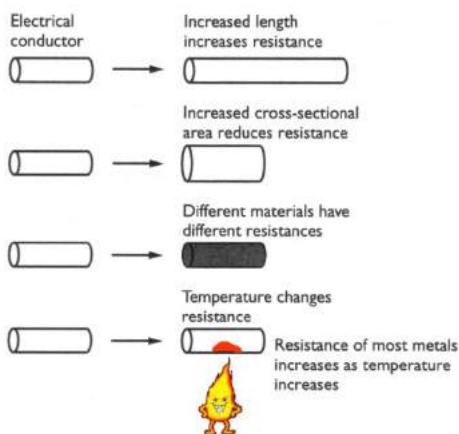 Electrical
conductor
Increased length
increases resistance
Increased cross-sectional
area reduces resistance
Different materials have
different resistances
Temperature changes
resistance
Resistance of most metals
increases as temperature
increases